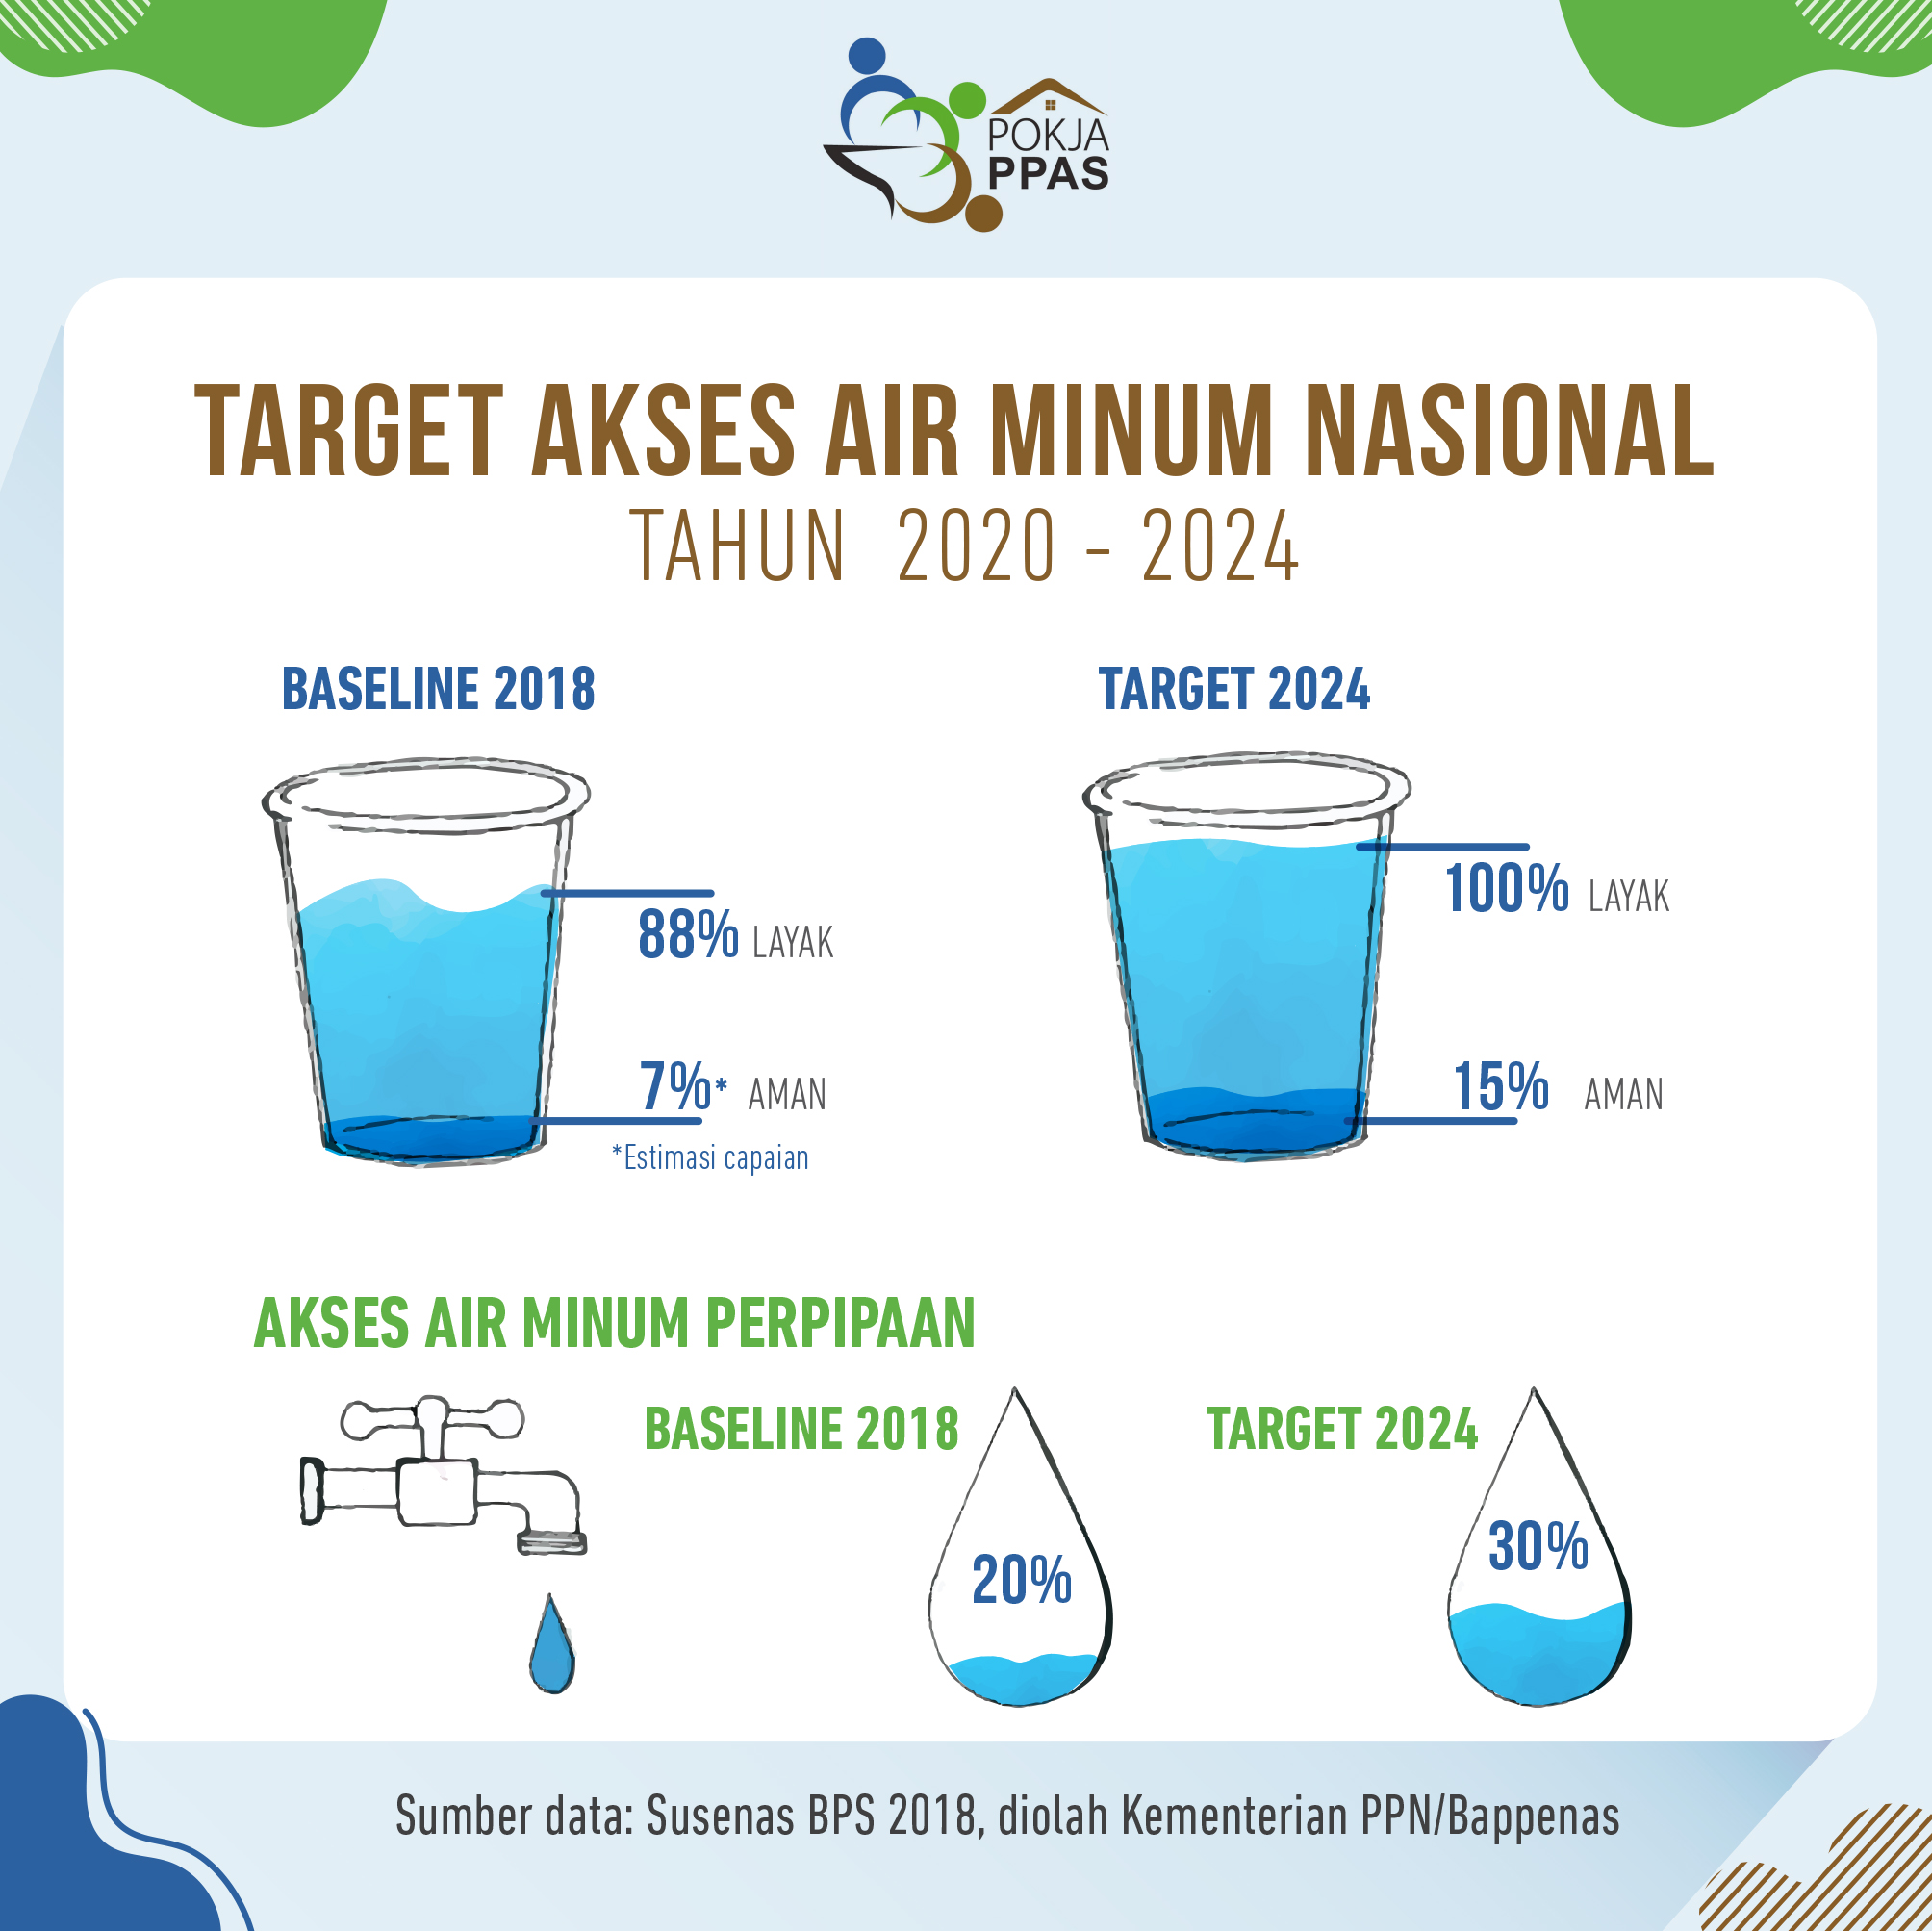 POKJA
PPAS
TARGET AKSES AIR MINUM NASIONAL
TAHUN 2020 - 2024
BASELINE 2018
88% LAYAK
7%* AMAN
*Estimasi capaian
TARGET 2024
100% LAYAK
15% AMAN
AKSES AIR MINUM PERPIPAAN
BASELINE 2018
20%
TARGET 2024
30%
Sumber data: Susenas BPS 2018, diolah Kementerian PPN/Bappenas